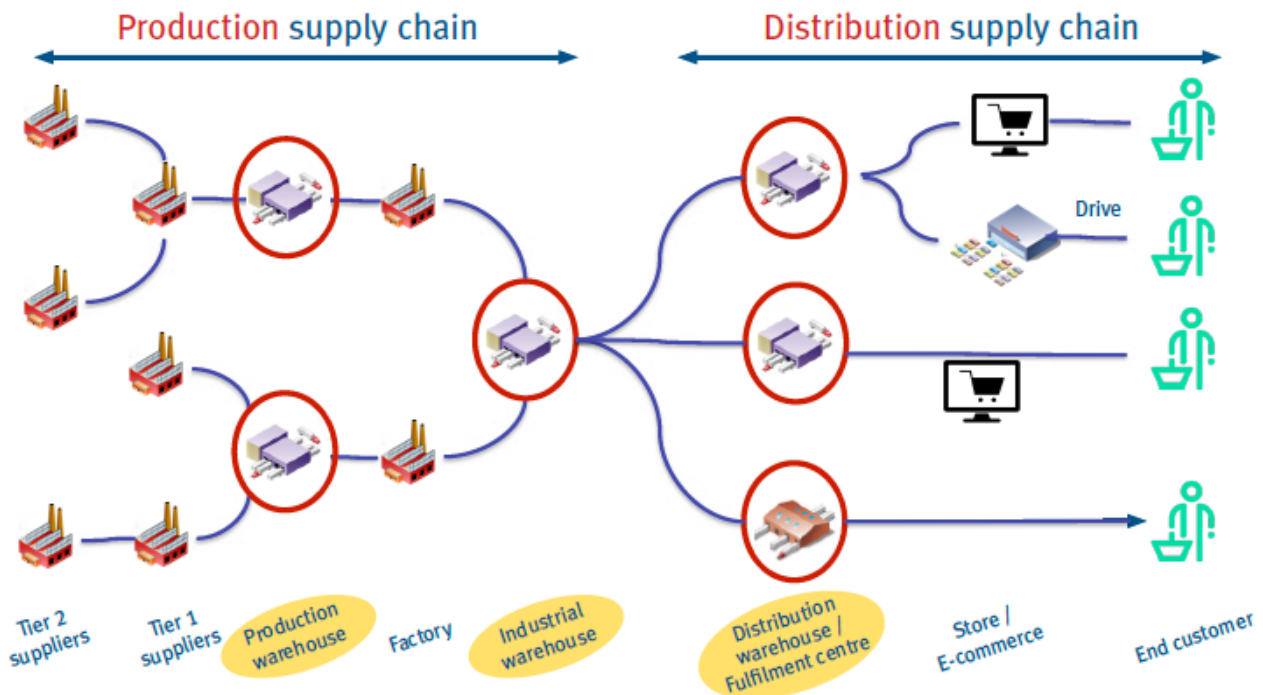 Production supply chain
Distribution supply chain
Drive
Tier 2
suppliers
Tier 1
suppliers
Production
warehouse
Factory
Industrial
warehouse
Distribution
warehouse /
Fulfilment centre
Store /
E-commerce
End customer